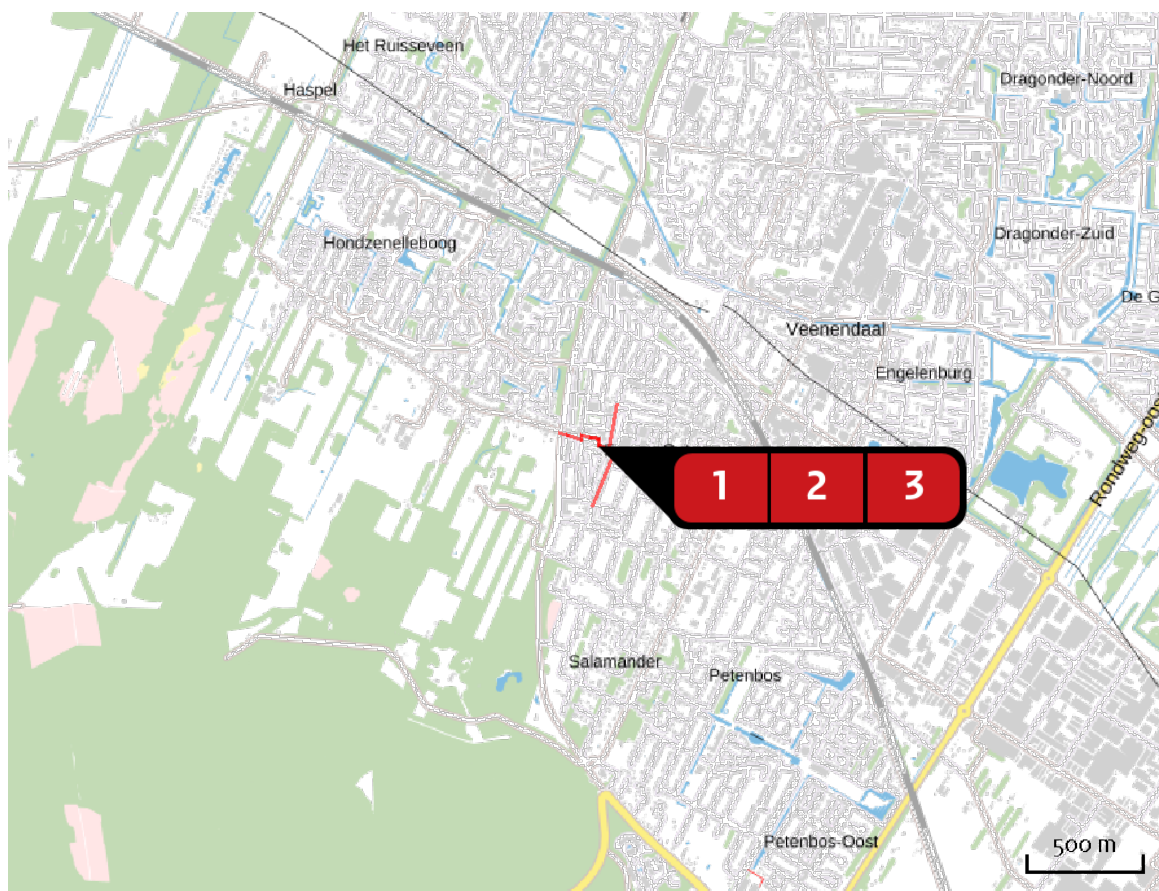 Het Ruisseveen
Haspel
Dragonder-Noord
Hondzenelleboog
Dragonder-Zuid
De G
Veenendaal
Engelenburg
Rondweg-oos
1 2 3
Salamander
Petenbos
Petenbos-Oost
500 m